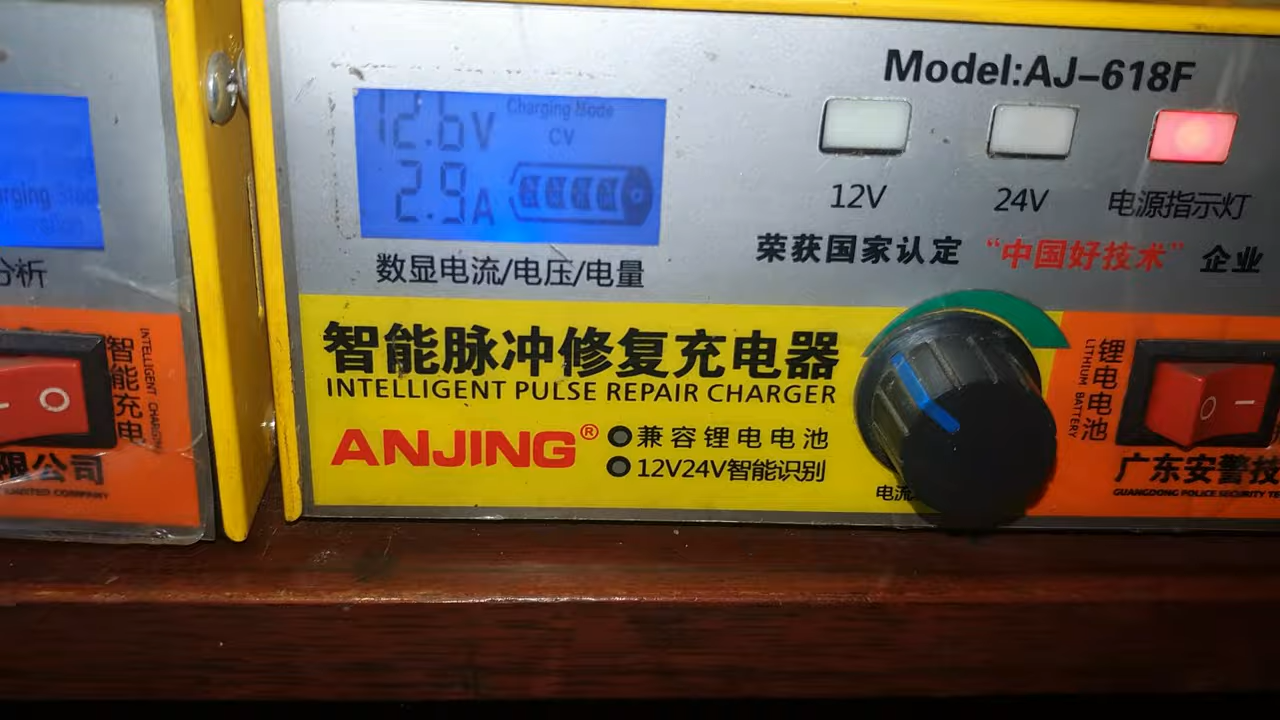 Model:AJ-618F
12.6V
Charging Mode
CV
2.9A
12V
24V
电源指示灯
数显电流/电压/电量
荣获国家认定 “中国好技术” 企业
智能脉冲修复充电器
INTELLIGENT PULSE REPAIR CHARGER
ANJING®
兼容锂电电池
12V24V智能识别
电流
锂电电池
LITHIUM BATTERY
广东安警技
GUANGDONG POLICE SECURITY TE
分析
智能充电
INTELLIGENT
限公司
LIMITED COMPANY